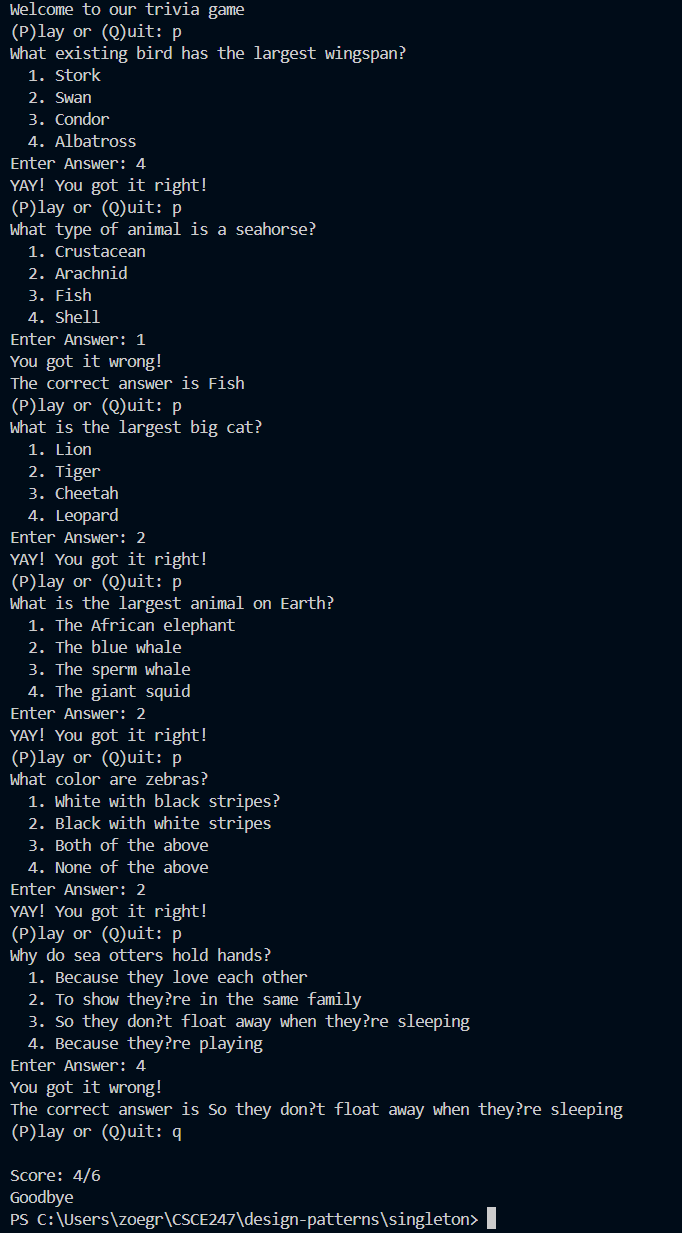 Welcome to our trivia game
(P)lay or (Q)uit: p
What existing bird has the largest wingspan?
  1. Stork
  2. Swan
  3. Condor
  4. Albatross
Enter Answer: 4
YAY! You got it right!
(P)lay or (Q)uit: p
What type of animal is a seahorse?
  1. Crustacean
  2. Arachnid
  3. Fish
  4. Shell
Enter Answer: 1
You got it wrong!
The correct answer is Fish
(P)lay or (Q)uit: p
What is the largest big cat?
  1. Lion
  2. Tiger
  3. Cheetah
  4. Leopard
Enter Answer: 2
YAY! You got it right!
(P)lay or (Q)uit: p
What is the largest animal on Earth?
  1. The African elephant
  2. The blue whale
  3. The sperm whale
  4. The giant squid
Enter Answer: 2
YAY! You got it right!
(P)lay or (Q)uit: p
What color are zebras?
  1. White with black stripes?
  2. Black with white stripes
  3. Both of the above
  4. None of the above
Enter Answer: 2
YAY! You got it right!
(P)lay or (Q)uit: p
Why do sea otters hold hands?
  1. Because they love each other
  2. To show they?re in the same family
  3. So they don?t float away when they?re sleeping
  4. Because they?re playing
Enter Answer: 4
You got it wrong!
The correct answer is So they don?t float away when they?re sleeping
(P)lay or (Q)uit: q

Score: 4/6
Goodbye
PS C:\Users\zoegr\CSCE247\design-patterns\singleton>